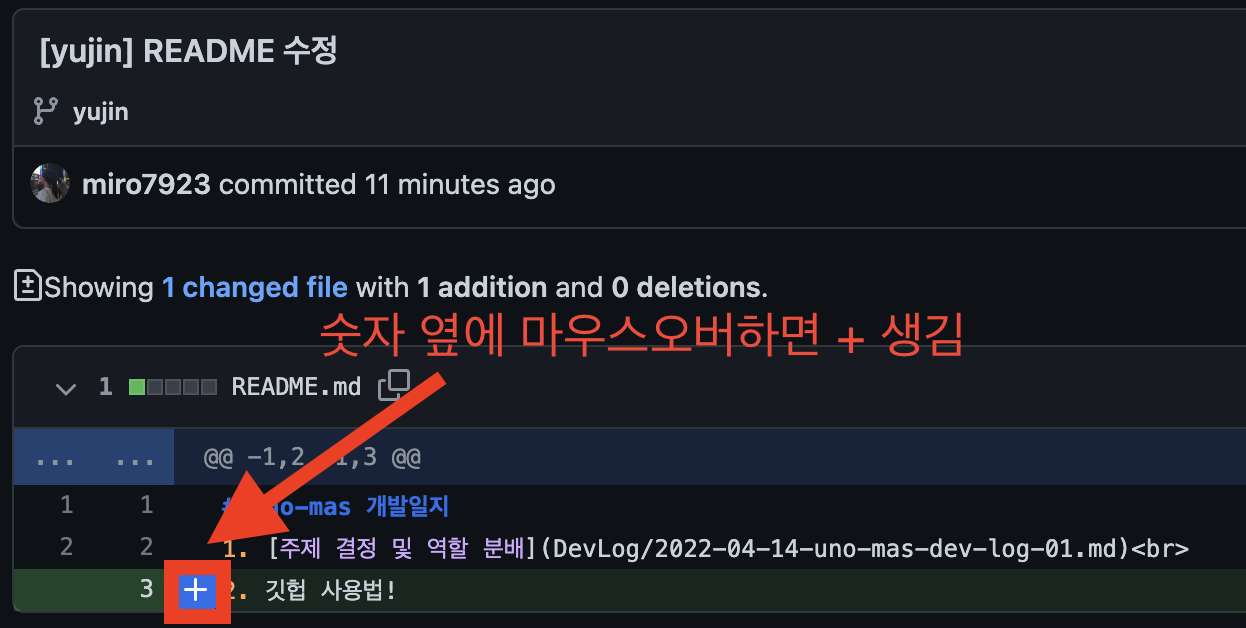 [yujin] README 수정
yujin
miro7923 committed 11 minutes ago
Showing 1 changed file with 1 addition and 0 deletions.
숫자 옆에 마우스오버하면 + 생김
1 README.md
... ... @@ -1,2 1,3 @@
1 1 # o-mas 개발일지
2 2 1. [주제 결정 및 역할 분배](DevLog/2022-04-14-uno-mas-dev-log-01.md)<br>
3 + 2. 깃헙 사용법!